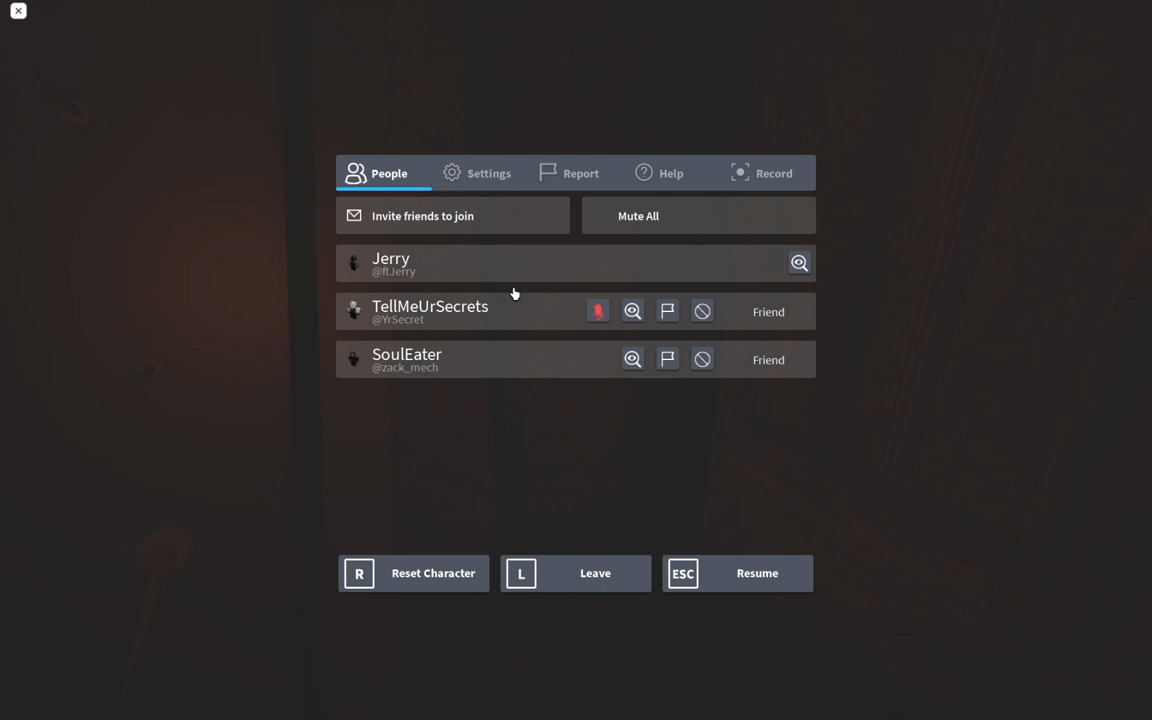 People
Settings
Report
Help
Record
Invite friends to join
Mute All
Jerry
@ftJerry
TellMeUrSecrets
@YrSecret
Friend
SoulEater
@zack_mech
Friend
R Reset Character
L Leave
ESC Resume